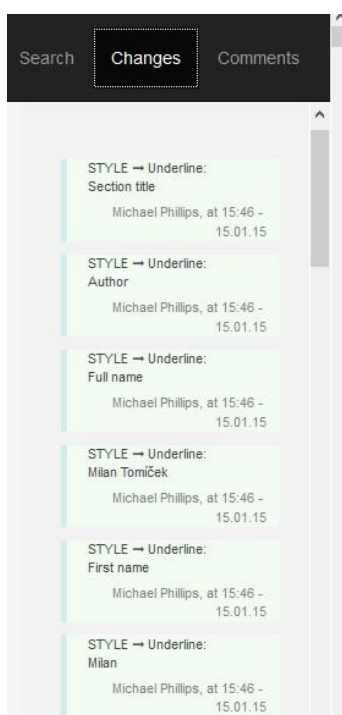 Search Changes Comments
STYLE → Underline:
Section title
Michael Phillips, at 15:46 -
15.01.15
STYLE → Underline:
Author
Michael Phillips, at 15:46 -
15.01.15
STYLE → Underline:
Full name
Michael Phillips, at 15:46 -
15.01.15
STYLE → Underline:
Milan Tomíček
Michael Phillips, at 15:46 -
15.01.15
STYLE → Underline:
First name
Michael Phillips, at 15:46 -
15.01.15
STYLE → Underline:
Milan
Michael Phillips, at 15:46 -
15.01.15